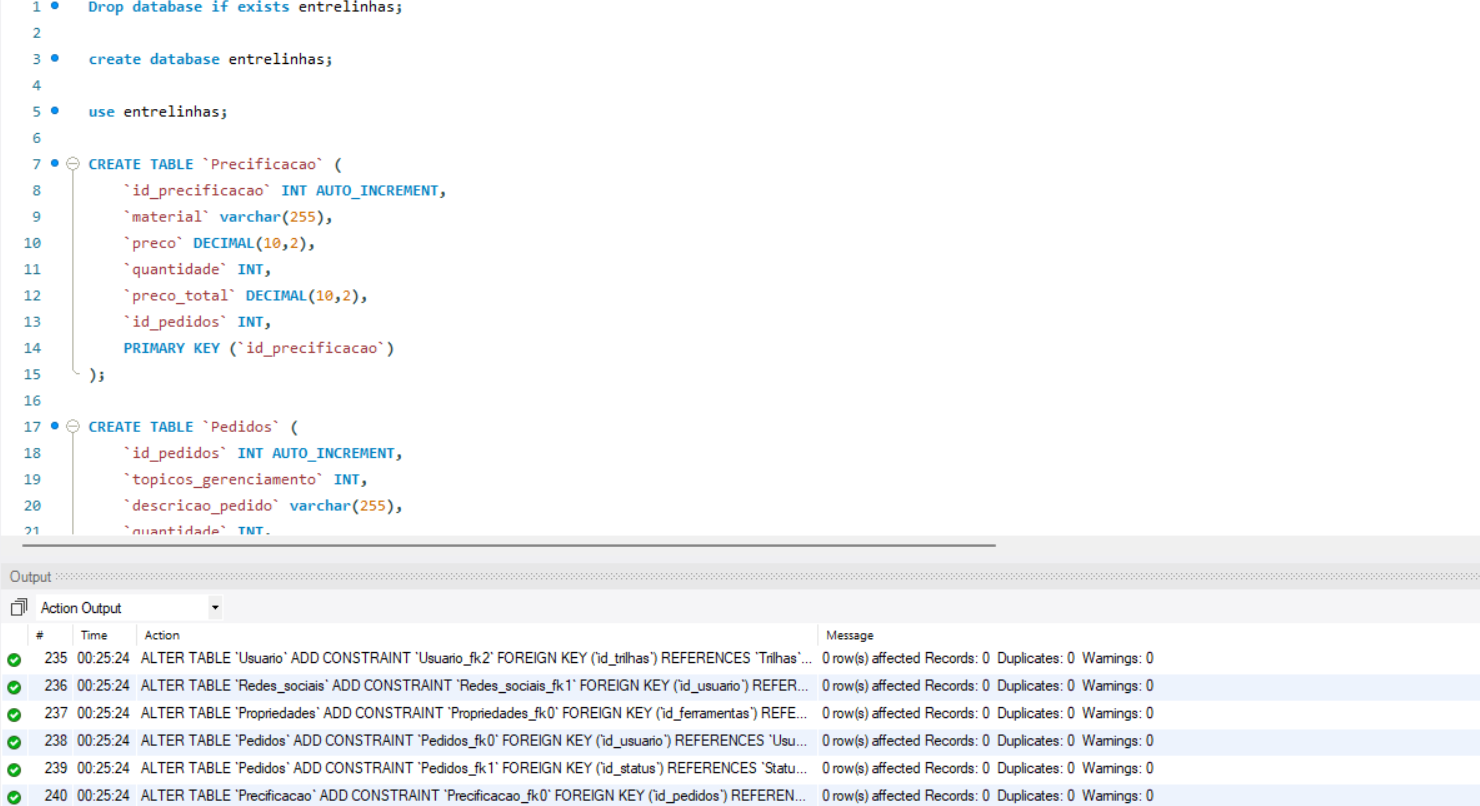 1 Drop database if exists entrelinhas;
2
3 create database entrelinhas;
4
5 use entrelinhas;
6
7 CREATE TABLE `Precificacao` (
8 `id_precificacao` INT AUTO_INCREMENT,
9 `material` varchar(255),
10 `preco` DECIMAL(10,2),
11 `quantidade` INT,
12 `preco_total` DECIMAL(10,2),
13 `id_pedidos` INT,
14 PRIMARY KEY (`id_precificacao`)
15 );
16
17 CREATE TABLE `Pedidos` (
18 `id_pedidos` INT AUTO_INCREMENT,
19 `topicos_gerenciamento` INT,
20 `descricao_pedido` varchar(255),
21 `quantidade` INT,
Output
Action Output
# Time Action Message
235 00:25:24 ALTER TABLE `Usuario` ADD CONSTRAINT `Usuario_fk2` FOREIGN KEY (`id_trilhas`) REFERENCES `Trilhas`... 0 row(s) affected Records: 0 Duplicates: 0 Warnings: 0
236 00:25:24 ALTER TABLE `Redes_sociais` ADD CONSTRAINT `Redes_sociais_fk1` FOREIGN KEY (`id_usuario`) REFER... 0 row(s) affected Records: 0 Duplicates: 0 Warnings: 0
237 00:25:24 ALTER TABLE `Propriedades` ADD CONSTRAINT `Propriedades_fk0` FOREIGN KEY (`id_ferramentas`) REFE... 0 row(s) affected Records: 0 Duplicates: 0 Warnings: 0
238 00:25:24 ALTER TABLE `Pedidos` ADD CONSTRAINT `Pedidos_fk0` FOREIGN KEY (`id_usuario`) REFERENCES `Usu... 0 row(s) affected Records: 0 Duplicates: 0 Warnings: 0
239 00:25:24 ALTER TABLE `Pedidos` ADD CONSTRAINT `Pedidos_fk1` FOREIGN KEY (`id_status`) REFERENCES `Statu... 0 row(s) affected Records: 0 Duplicates: 0 Warnings: 0
240 00:25:24 ALTER TABLE `Precificacao` ADD CONSTRAINT `Precificacao_fk0` FOREIGN KEY (`id_pedidos`) REFEREN... 0 row(s) affected Records: 0 Duplicates: 0 Warnings: 0